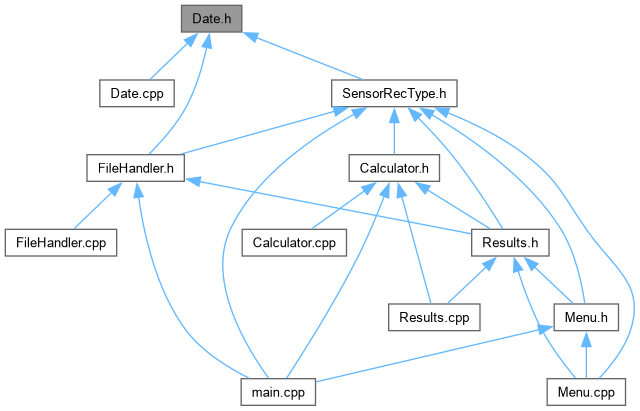 Date.h
Date.cpp
SensorRecType.h
FileHandler.h
Calculator.h
FileHandler.cpp
Calculator.cpp
Results.h
Results.cpp
Menu.h
main.cpp
Menu.cpp